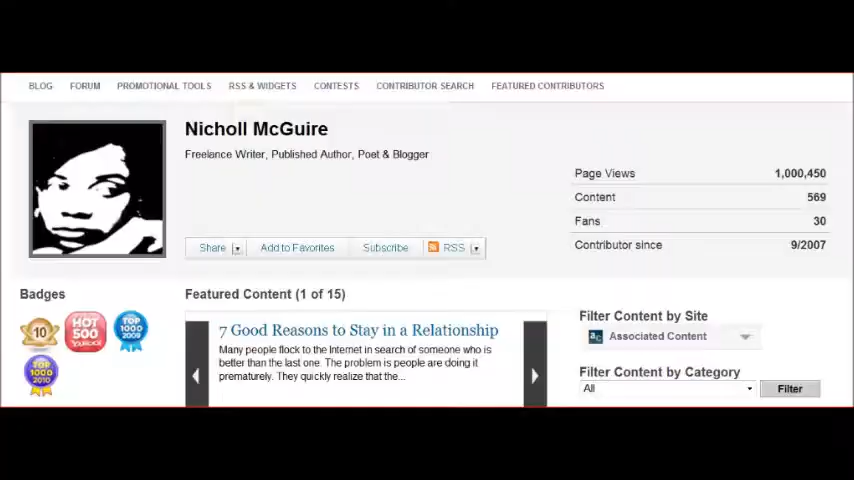 BLOG FORUM PROMOTIONAL TOOLS RSS & WIDGETS CONTESTS CONTRIBUTOR SEARCH FEATURED CONTRIBUTORS
Nicholl McGuire
Freelance Writer, Published Author, Poet & Blogger
Page Views 1,000,450
Content 569
Fans 30
Contributor since 9/2007
Share Add to Favorites Subscribe RSS
Badges
10
HOT 500 YAHOO!
TOP 1000 2009
TOP 1000 2010
Featured Content (1 of 15)
7 Good Reasons to Stay in a Relationship
Many people flock to the Internet in search of someone who is
better than the last one. The problem is people are doing it
prematurely. They quickly realize that the...
Filter Content by Site
ac Associated Content
Filter Content by Category
All Filter